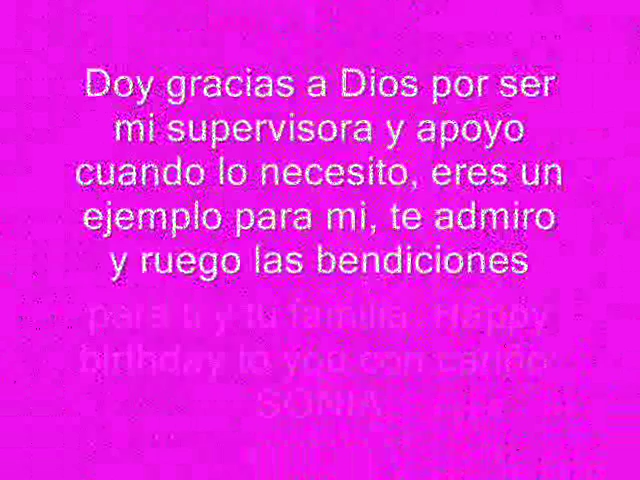 Doy gracias a Dios por ser
mi supervisora y apoyo
cuando lo necesito, eres un
ejemplo para mi, te admiro
y ruego las bendiciones
para ti y tu familia. Happy
birthday to you con cariño
SONIA